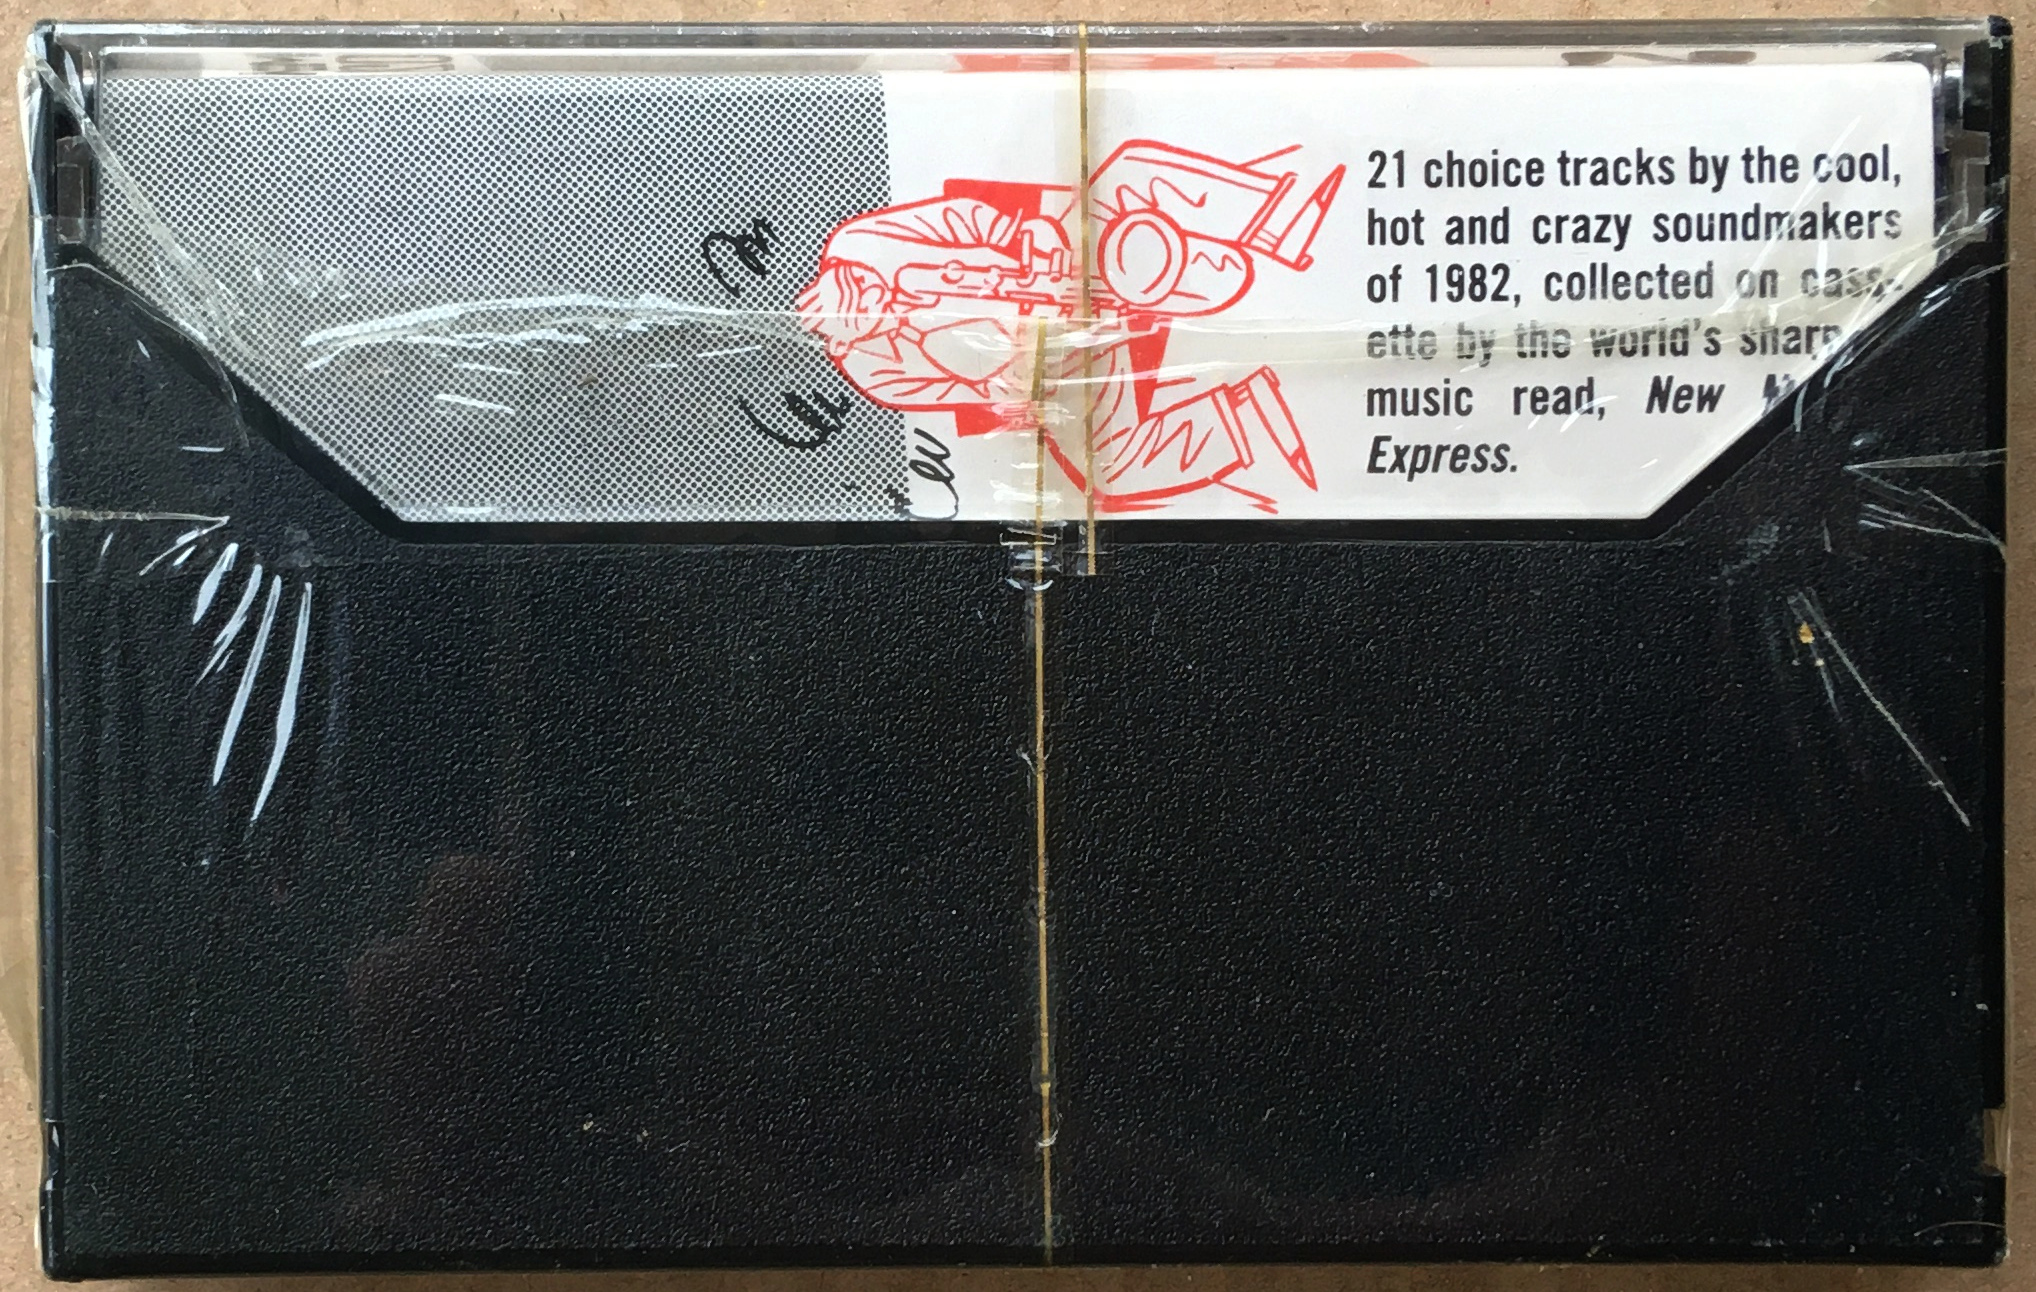 21 choice tracks by the cool,
hot and crazy soundmakers
of 1982, collected on cass-
ette by the world's sharp
music read, New M
Express.